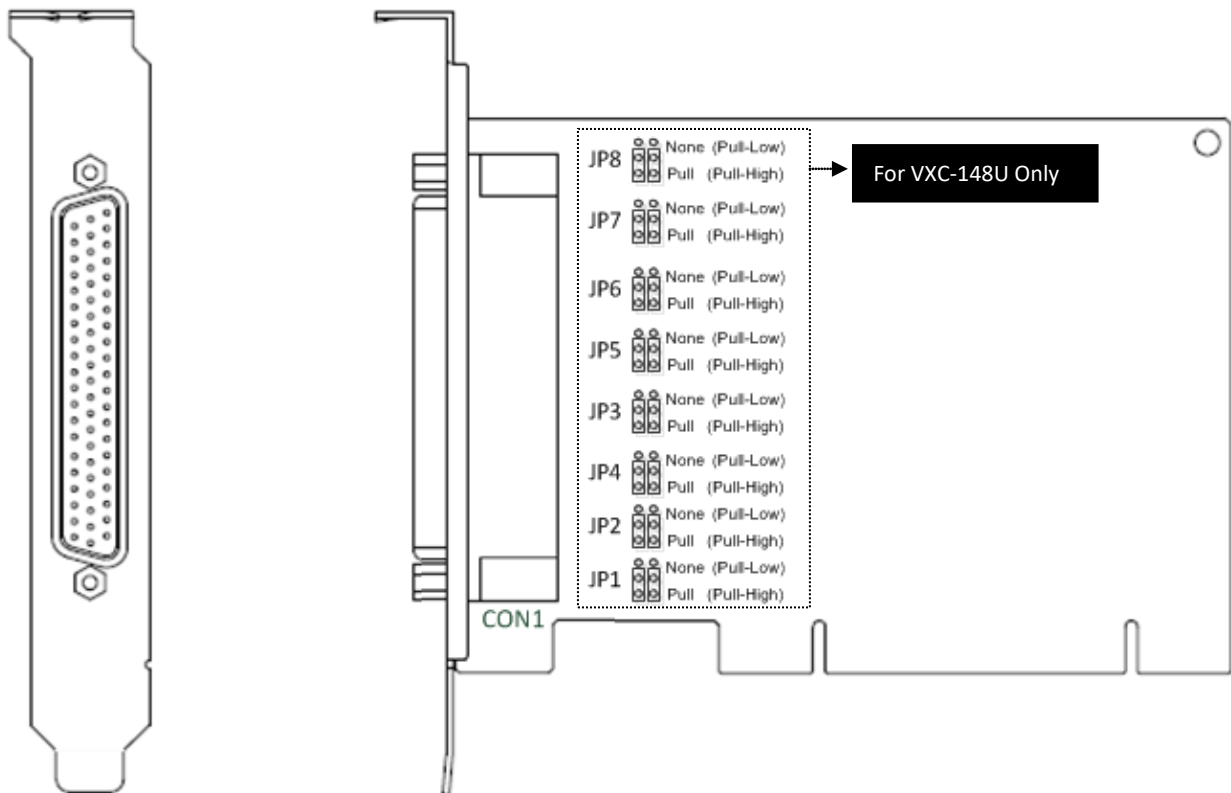 JP8 None (Pull-Low)
Pull (Pull-High)
For VXC-148U Only
JP7 None (Pull-Low)
Pull (Pull-High)
JP6 None (Pull-Low)
Pull (Pull-High)
JP5 None (Pull-Low)
Pull (Pull-High)
JP3 None (Pull-Low)
Pull (Pull-High)
JP4 None (Pull-Low)
Pull (Pull-High)
JP2 None (Pull-Low)
Pull (Pull-High)
JP1 None (Pull-Low)
Pull (Pull-High)
CON1